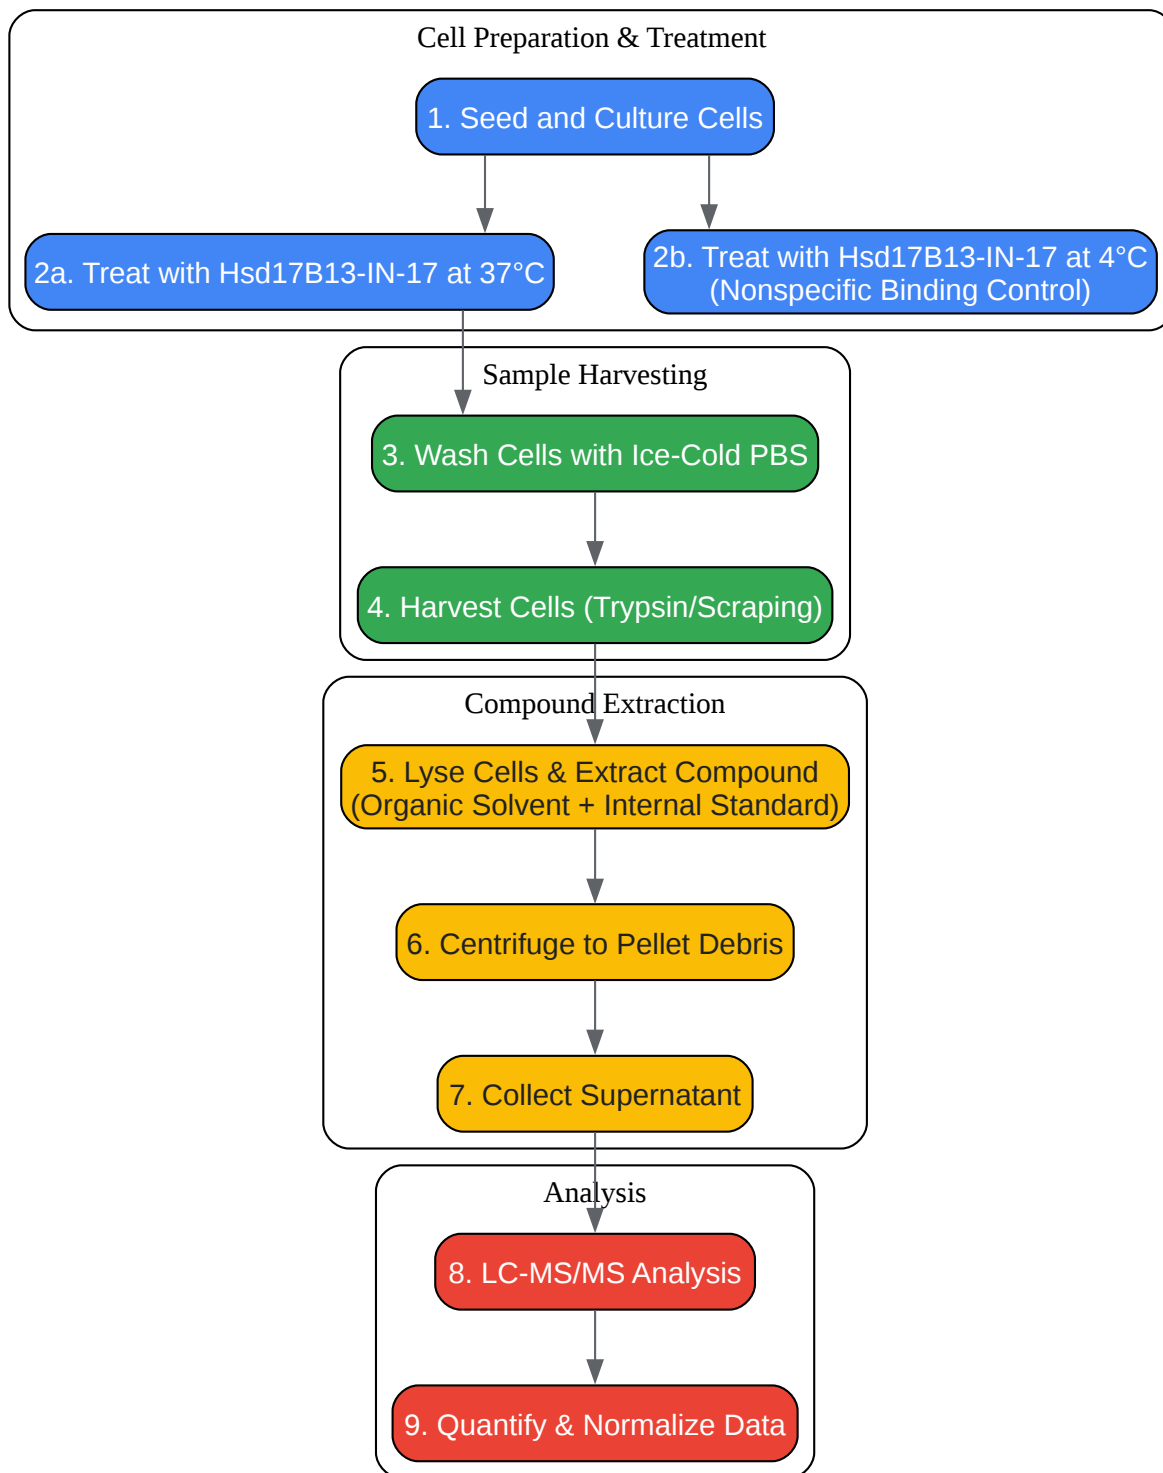 Cell Preparation & Treatment
1. Seed and Culture Cells
2a. Treat with Hsd17B13-IN-17 at 37°C
2b. Treat with Hsd17B13-IN-17 at 4°C
(Nonspecific Binding Control)
Sample Harvesting
3. Wash Cells with Ice-Cold PBS
4. Harvest Cells (Trypsin/Scraping)
Compound Extraction
5. Lyse Cells & Extract Compound
(Organic Solvent + Internal Standard)
6. Centrifuge to Pellet Debris
7. Collect Supernatant
Analysis
8. LC-MS/MS Analysis
9. Quantify & Normalize Data